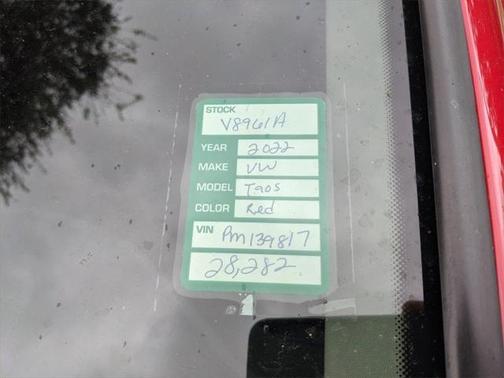 STOCK
V8961A
YEAR 2022
MAKE VW
MODEL Taos
COLOR Red
VIN PM139817
28,282